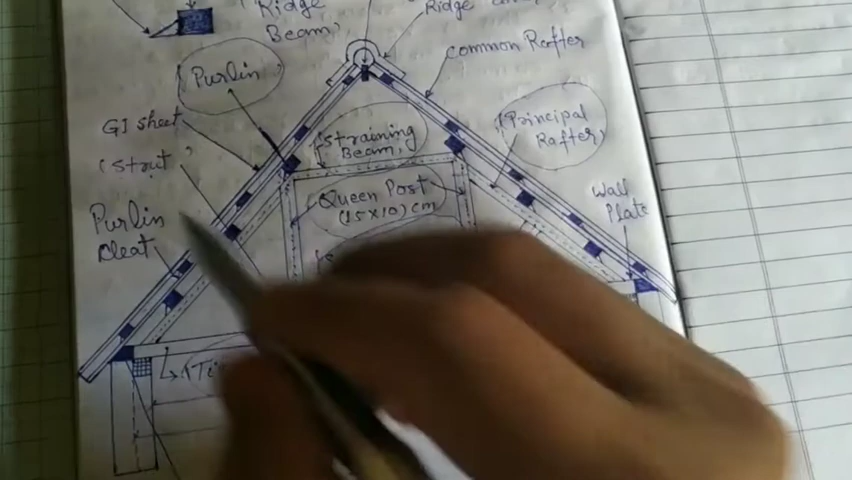 Ridge
Beam,
Ridge
common Rafter
(Purlin)
GI sheet
(Straining
Beam,
(Principal
Rafter)
(Strut)
Queen Post
(15x10) cm
Wall
Plate
Purlin
Cleat